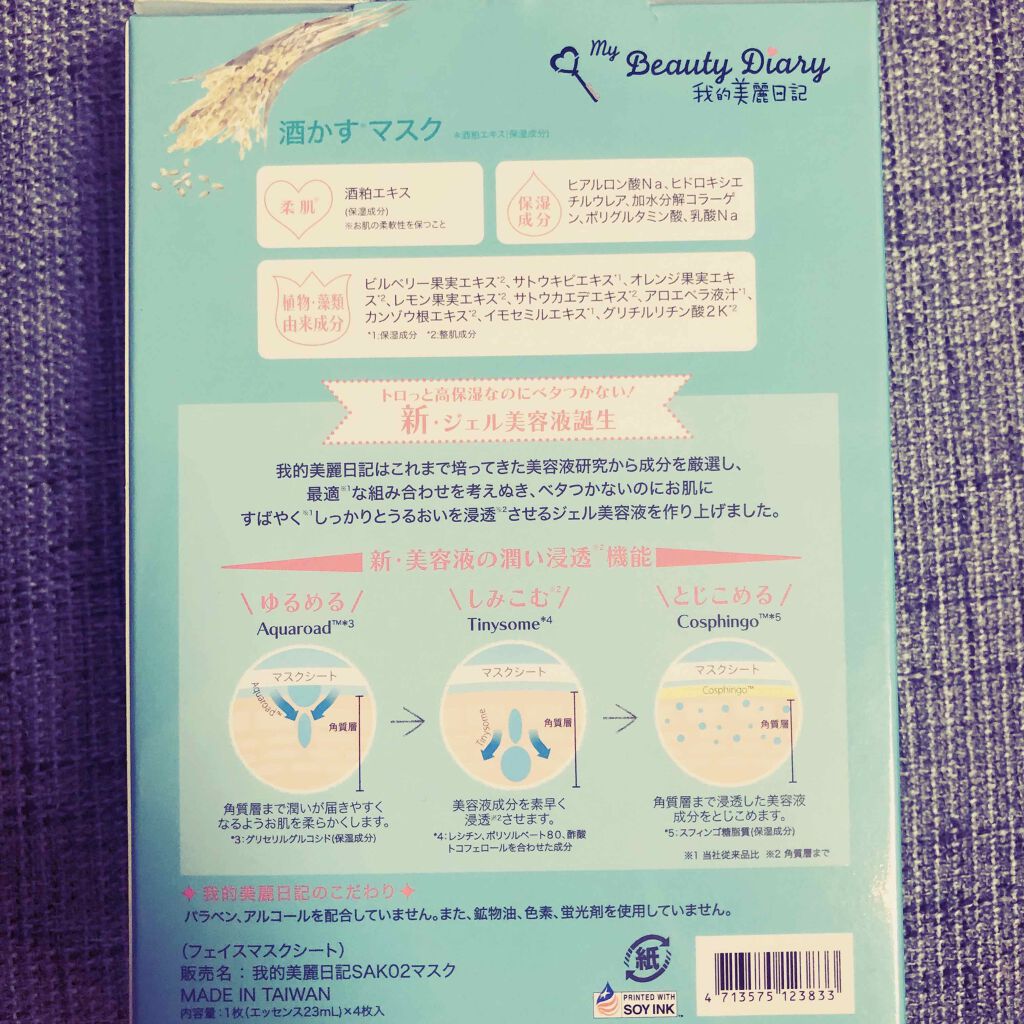 My Beauty Diary
我的美麗日記
酒かす※マスク ※酒粕エキス(保湿成分)
柔肌※
酒粕エキス
(保湿成分)
※お肌の柔軟性を保つこと
保湿
成分
ヒアルロン酸Na、ヒドロキシエ
チルウレア、加水分解コラーゲ
ン、ポリグルタミン酸、乳酸Na
植物・藻類
由来成分
ビルベリー果実エキス*2、サトウキビエキス*1、オレンジ果実エキ
ス*2、レモン果実エキス*2、サトウカエデエキス*2、アロエベラ液汁*1、
カンゾウ根エキス*2、イモセミルエキス*1、グリチルリチン酸2K*2
*1:保湿成分 *2:整肌成分
トロっと高保湿なのにベタつかない!
新・ジェル美容液誕生
我的美麗日記はこれまで培ってきた美容液研究から成分を厳選し、
最適※1な組み合わせを考えぬき、ベタつかないのにお肌に
すばやく※1しっかりとうるおいを浸透※2させるジェル美容液を作り上げました。
新・美容液の潤い浸透※2機能
\ゆるめる/
Aquaroad™*3
マスクシート
Aquaroad™
角質層
角質層まで潤いが届きやすく
なるようお肌を柔らかくします。
*3:グリセリルグルコシド(保湿成分)
\しみこむ※2/
Tinysome*4
マスクシート
Tinysome
角質層
美容液成分を素早く
浸透※2させます。
*4:レシチン、ポリソルベート80、酢酸
トコフェロールを合わせた成分
\とじこめる/
Cosphingo™*5
マスクシート
Cosphingo™
角質層
角質層まで浸透した美容液
成分をとじこめます。
*5:スフィンゴ糖脂質(保湿成分)
※1 当社従来品比 ※2 角質層まで
我的美麗日記のこだわり
パラベン、アルコールを配合していません。また、鉱物油、色素、蛍光剤を使用していません。
(フェイスマスクシート)
販売名：我的美麗日記SAK02マスク
MADE IN TAIWAN
内容量：1枚(エッセンス23mL)×4枚入
紙
PRINTED WITH
SOY INK™
4 713575 123833